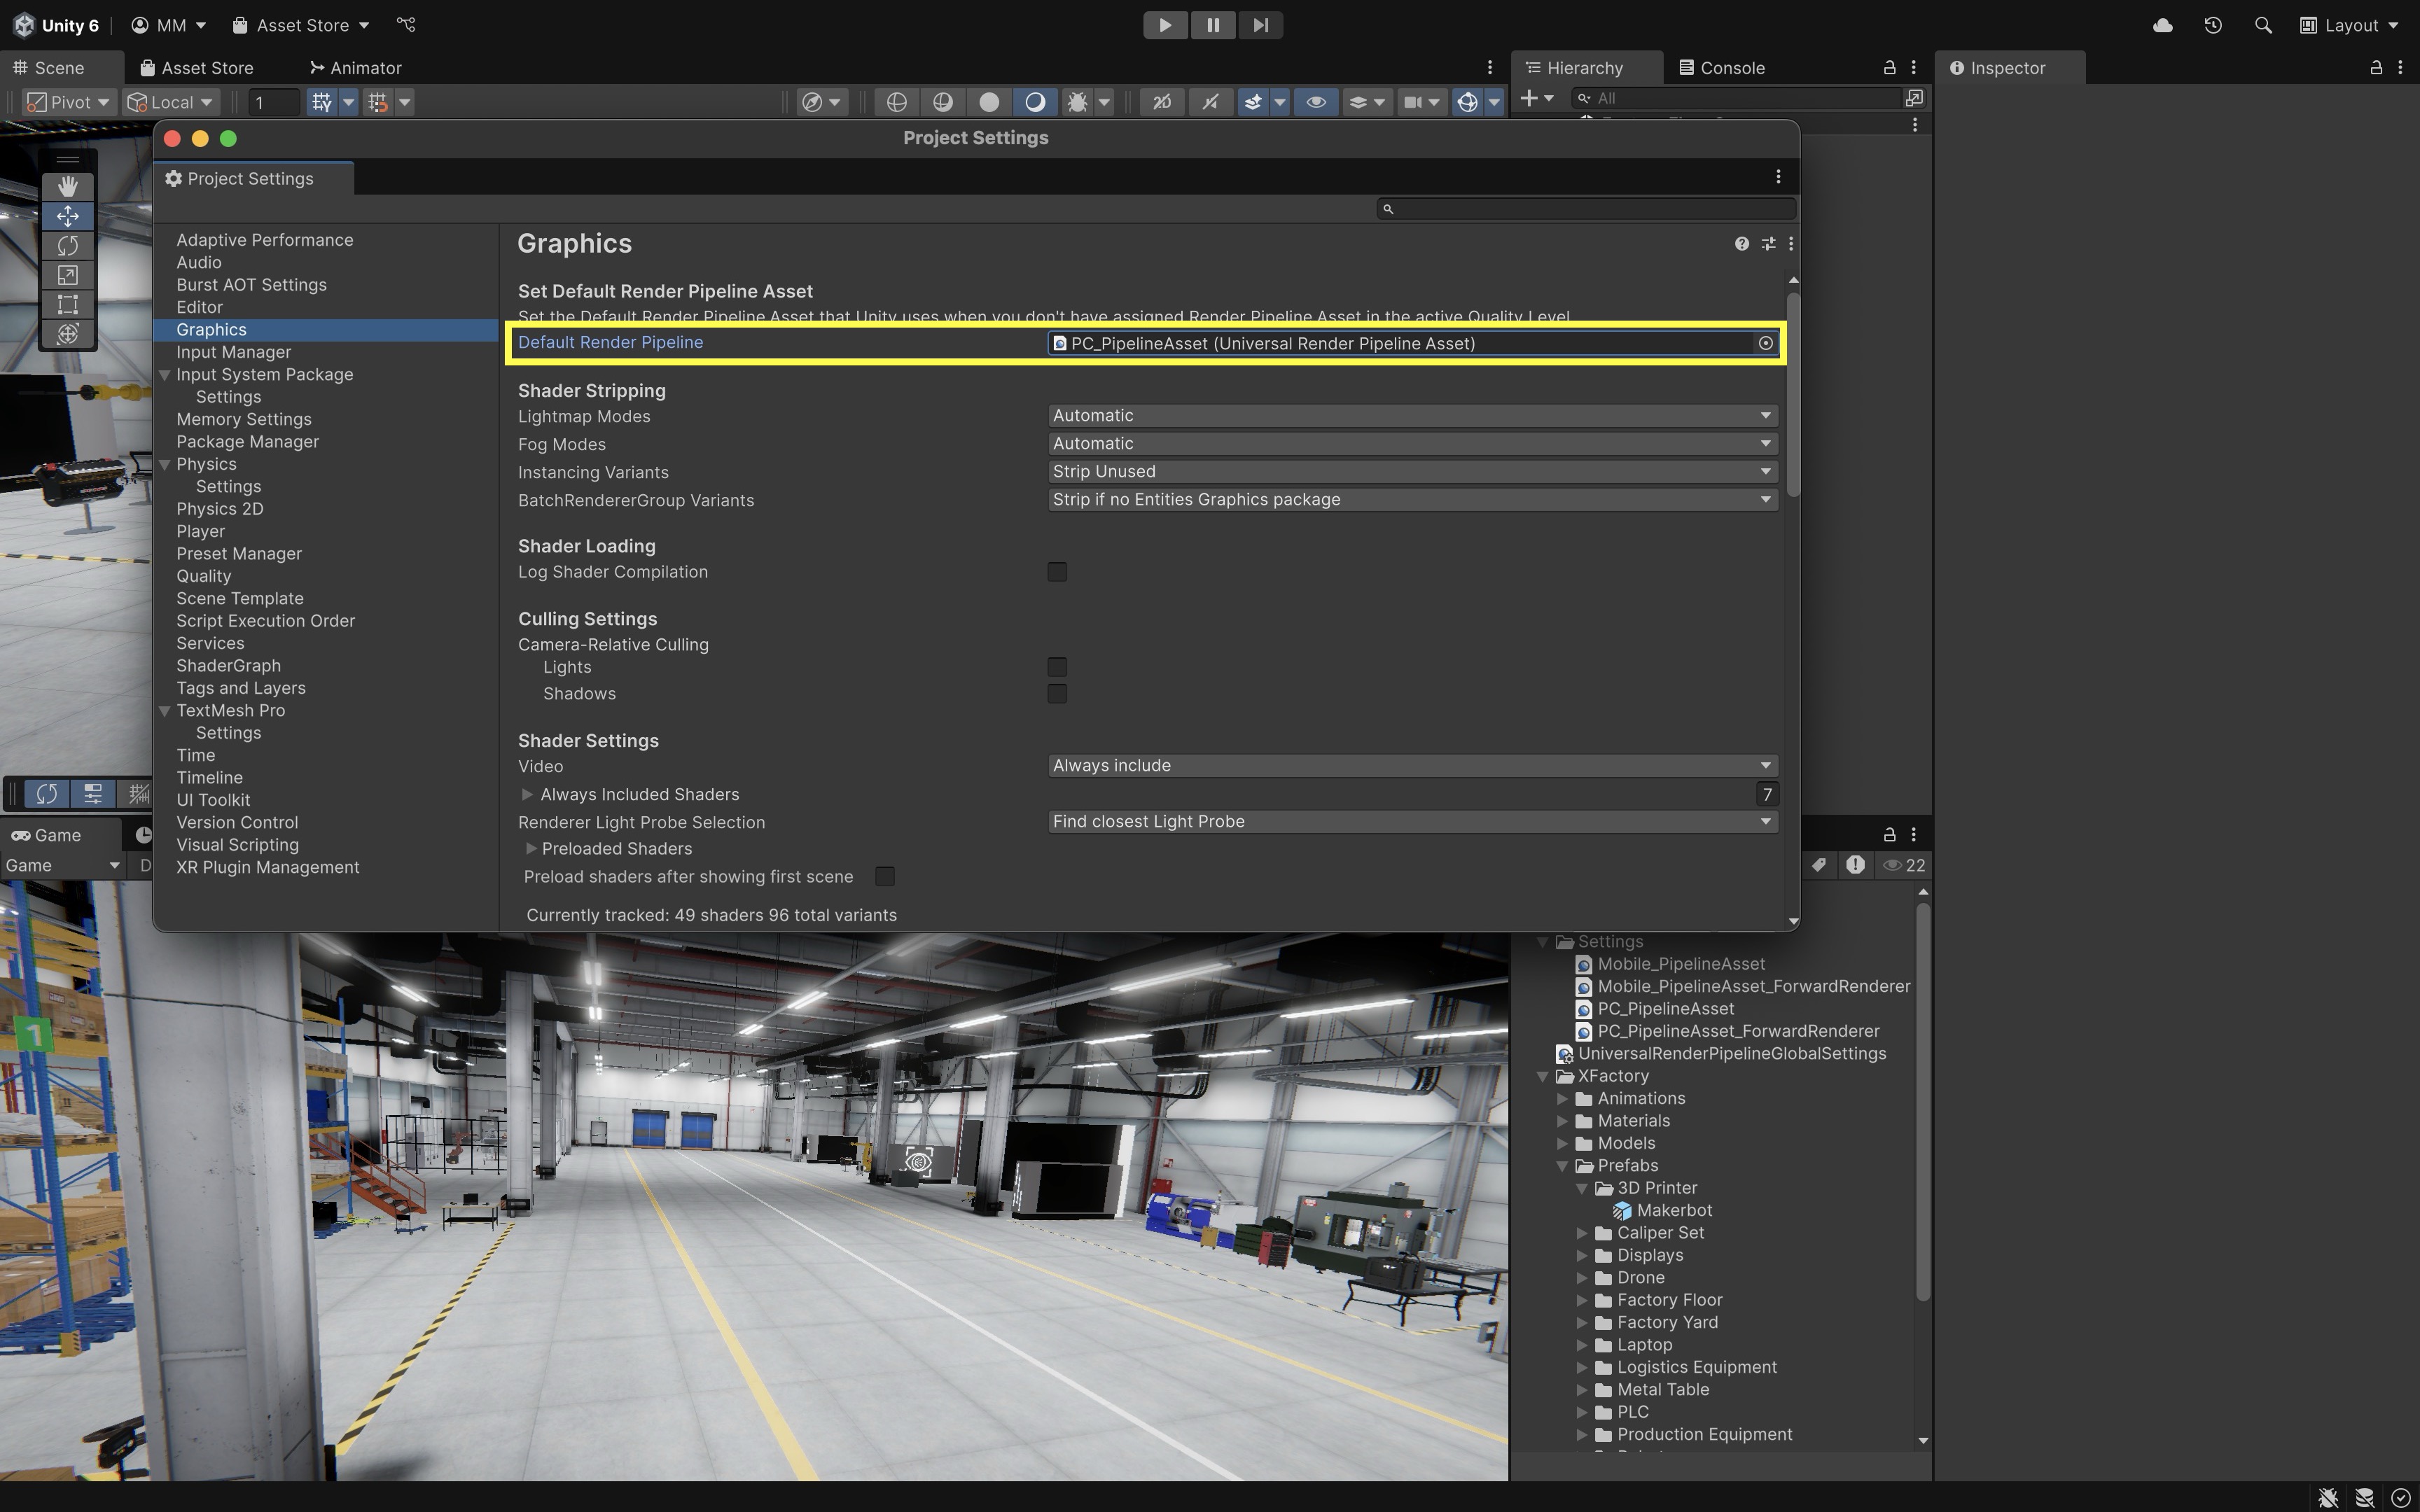 Unity 6
MM
Asset Store
Layout
Scene
Asset Store
Animator
Hierarchy
Console
Inspector
Pivot
Local
1
2D
All
Project Settings
Project Settings
Adaptive Performance
Audio
Burst AOT Settings
Editor
Graphics
Input Manager
Input System Package
Settings
Memory Settings
Package Manager
Physics
Settings
Physics 2D
Player
Preset Manager
Quality
Scene Template
Script Execution Order
Services
ShaderGraph
Tags and Layers
TextMesh Pro
Settings
Time
Timeline
UI Toolkit
Version Control
Visual Scripting
XR Plugin Management
Graphics
Set Default Render Pipeline Asset
Set the Default Render Pipeline Asset that Unity uses when you don't have assigned Render Pipeline Asset in the active Quality Level
Default Render Pipeline
PC_PipelineAsset (Universal Render Pipeline Asset)
Shader Stripping
Lightmap Modes
Automatic
Fog Modes
Automatic
Instancing Variants
Strip Unused
BatchRendererGroup Variants
Strip if no Entities Graphics package
Shader Loading
Log Shader Compilation
Culling Settings
Camera-Relative Culling
Lights
Shadows
Shader Settings
Video
Always include
Always Included Shaders
7
Renderer Light Probe Selection
Find closest Light Probe
Preloaded Shaders
Preload shaders after showing first scene
Currently tracked: 49 shaders 96 total variants
Game
Game
D
22
1
Settings
Mobile_PipelineAsset
Mobile_PipelineAsset_ForwardRenderer
PC_PipelineAsset
PC_PipelineAsset_ForwardRenderer
UniversalRenderPipelineGlobalSettings
XFactory
Animations
Materials
Models
Prefabs
3D Printer
Makerbot
Caliper Set
Displays
Drone
Factory Floor
Factory Yard
Laptop
Logistics Equipment
Metal Table
PLC
Production Equipment